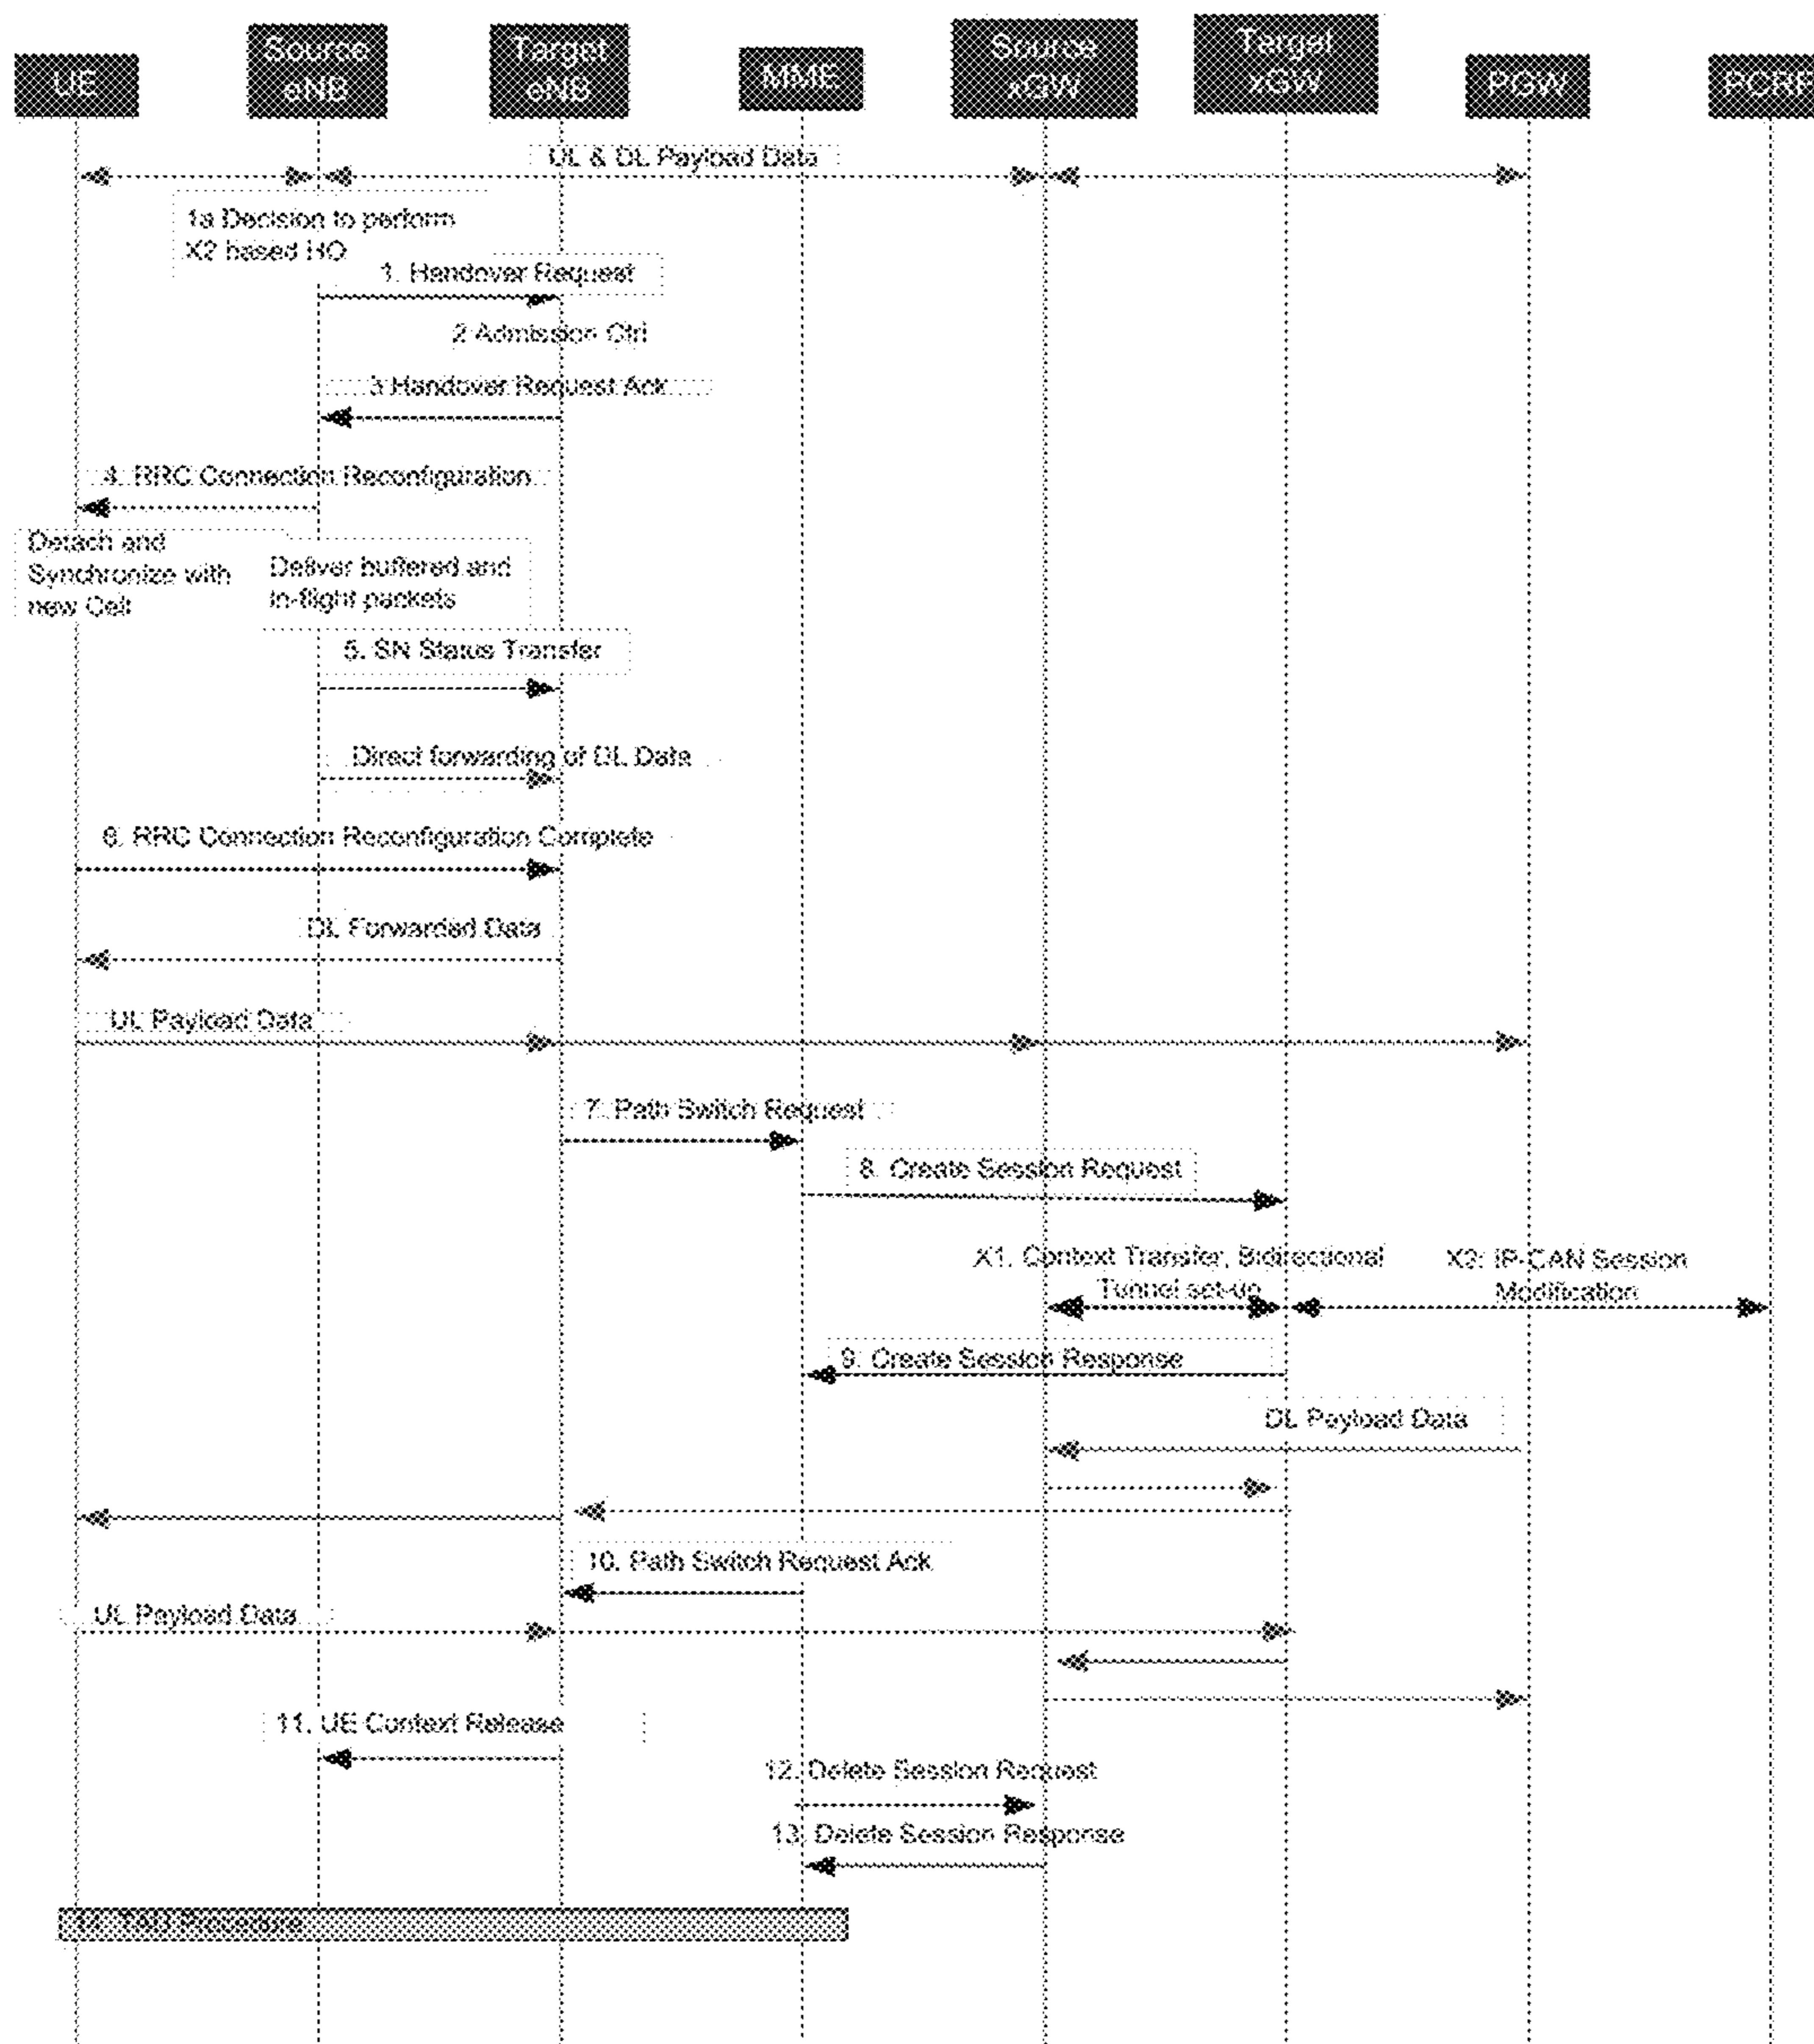 UE
Source
eNB
Target
eNB
MME
Source
xGW
Target
xGW
PGW
PCRF
UL & DL Payload Data
1a Decision to perform
X2 based HO
1. Handover Request
2 Admission Ctrl
3 Handover Request Ack
4. RRC Connection Reconfiguration
Detach and
Synchronize with
new Cell
Deliver buffered and
in-flight packets
5. SN Status Transfer
Direct forwarding of DL Data
6. RRC Connection Reconfiguration Complete
DL Forwarded Data
UL Payload Data
7. Path Switch Request
8. Create Session Request
X1. Context Transfer, Bidirectional
Tunnel set-up
X2: IP-CAN Session
Modification
9. Create Session Response
DL Payload Data
10. Path Switch Request Ack
UL Payload Data
11. UE Context Release
12. Delete Session Request
13. Delete Session Response
14. TAU Procedure